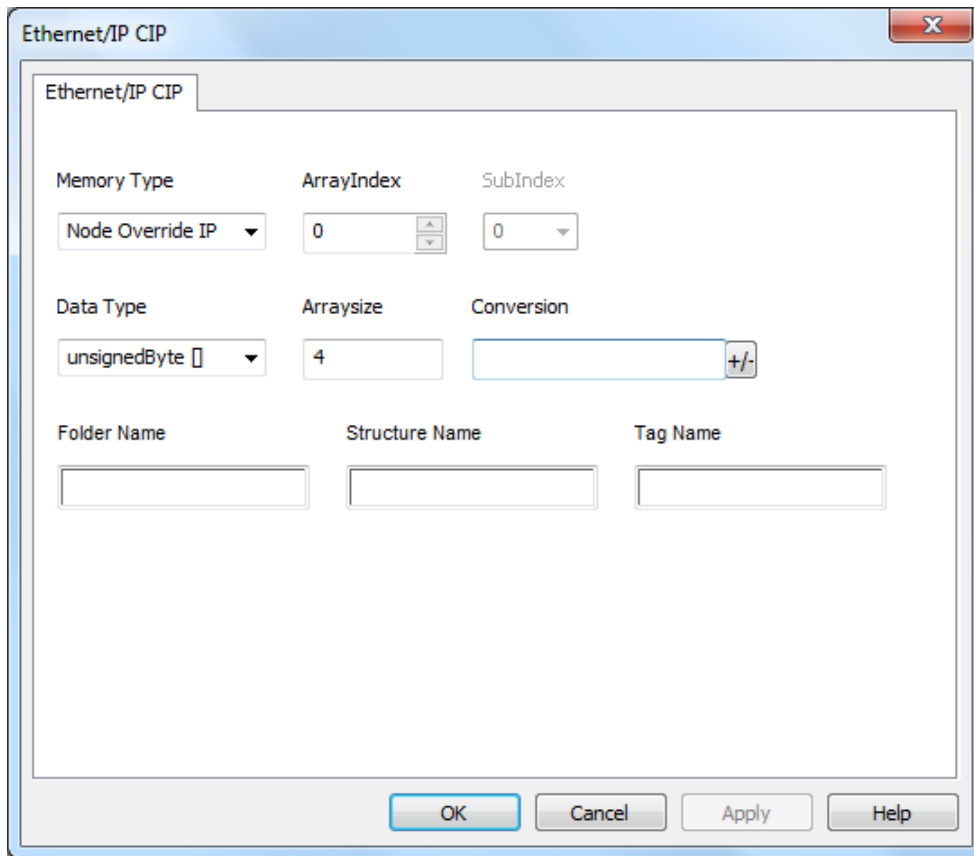 Ethernet/IP CIP
Ethernet/IP CIP
Memory Type ArrayIndex SubIndex
Node Override IP 0 0
Data Type Arraysize Conversion
unsignedByte [] 4 +/-
Folder Name Structure Name Tag Name
OK Cancel Apply Help